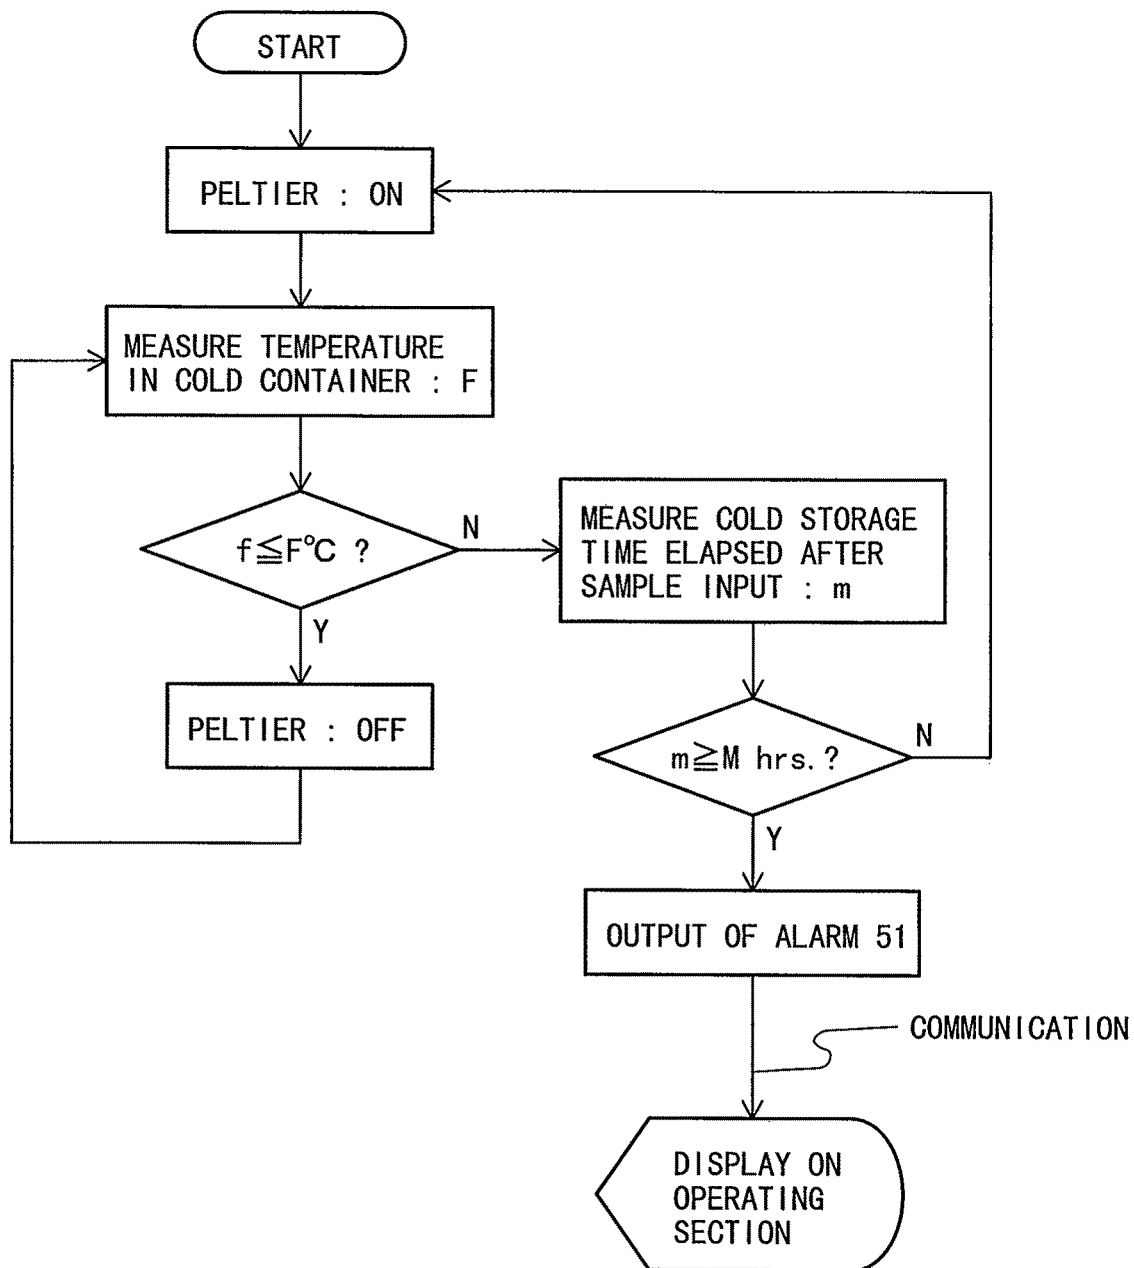 START
PELTIER : ON
MEASURE TEMPERATURE
IN COLD CONTAINER : F
f≦F℃ ?
N
Y
PELTIER : OFF
MEASURE COLD STORAGE
TIME ELAPSED AFTER
SAMPLE INPUT : m
m≧M hrs.?
N
Y
OUTPUT OF ALARM 51
COMMUNICATION
DISPLAY ON
OPERATING
SECTION